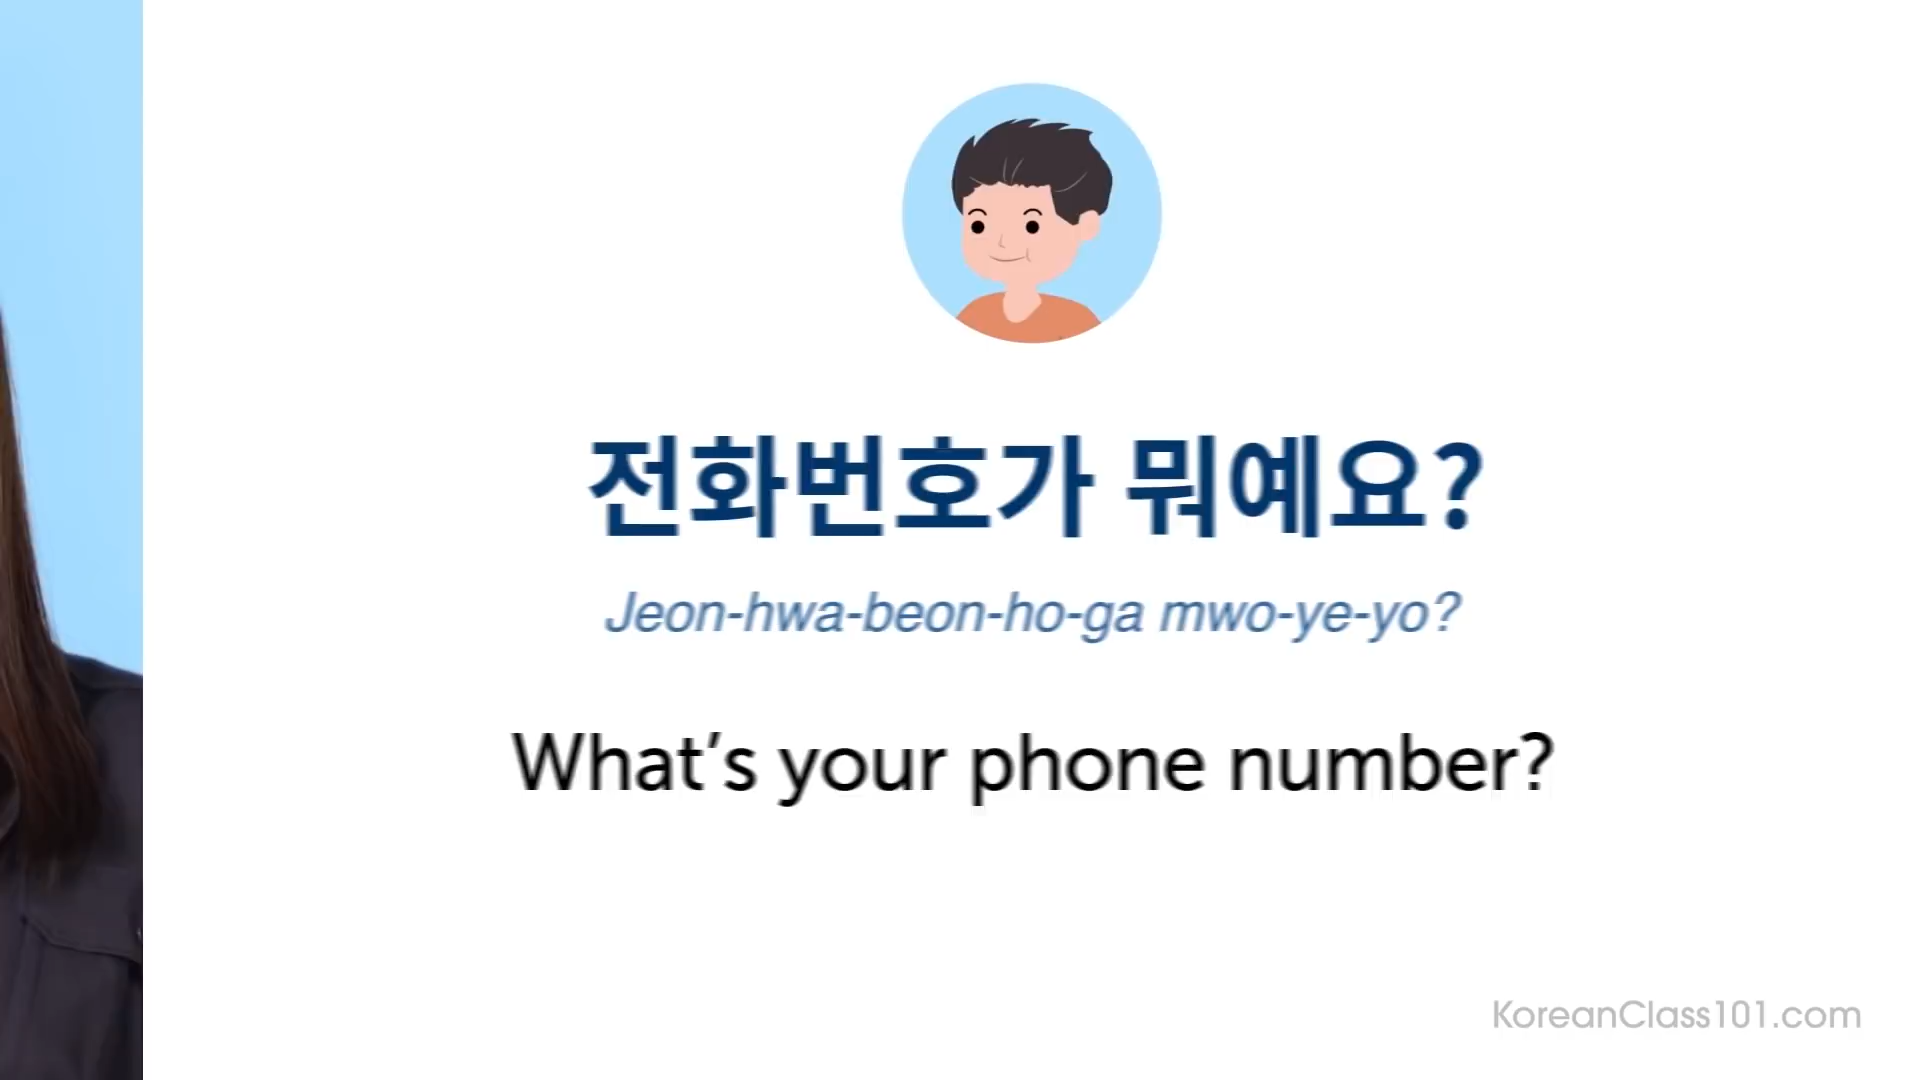 전화번호가 뭐예요?
Jeon-hwa-beon-ho-ga mwo-ye-yo?
What's your phone number?
KoreanClass101.com